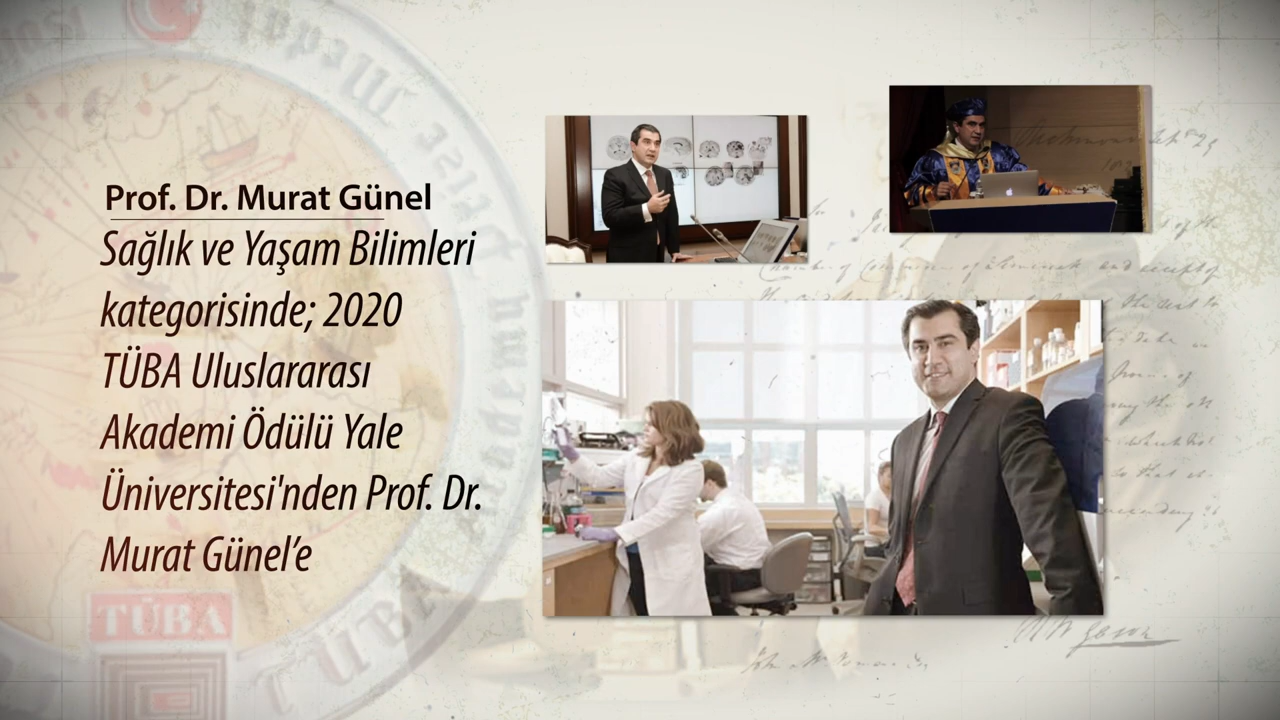 Prof. Dr. Murat Günel
Sağlık ve Yaşam Bilimleri
kategorisinde; 2020
TÜBA Uluslararası
Akademi Ödülü Yale
Üniversitesi'nden Prof. Dr.
Murat Günel’e
TÜBA
TÜBA